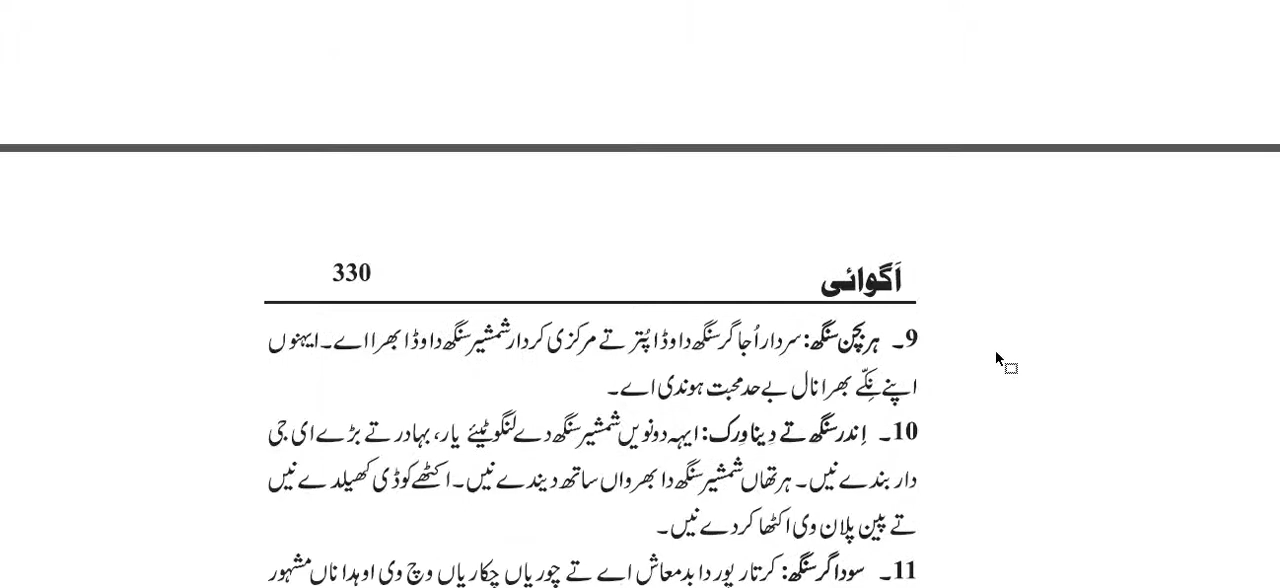 اَگوائی 330
9۔ ہربچن سنگھ: سردار اُجاگر سنگھ دا وڈا پُتر تے مرکزی کردار شمشیر سنگھ دا وڈا بھرا اے۔ ایہنوں
اپنے نِکّے بھرا نال بے حد محبت ہوندی اے۔
10۔ اِندر سنگھ تے دِینا وِرک: ایہہ دونویں شمشیر سنگھ دے لنگوٹیئے یار، بہادر تے بڑے ای جی
دار بندے نیں۔ ہر تھاں شمشیر سنگھ دا بھرواں ساتھ دیندے نیں۔ اکٹھے کوڈی کھیلدے نیں
تے پین پلان وی اکٹھا کردے نیں۔
11۔ سوداگر سنگھ: کرتار پور دا بدمعاش اے تے چوریاں چکاریاں وچ وی اوہدا ناں مشہور